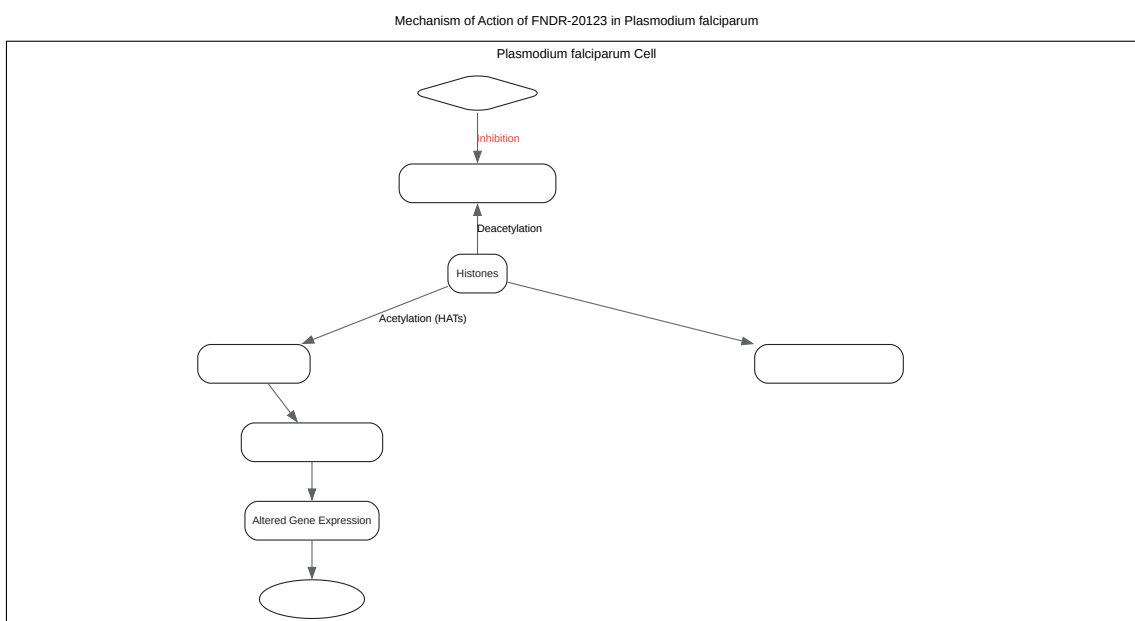 Mechanism of Action of FNDR-20123 in Plasmodium falciparum
Plasmodium falciparum Cell
Inhibition
Deacetylation
Histones
Acetylation (HATs)
Altered Gene Expression